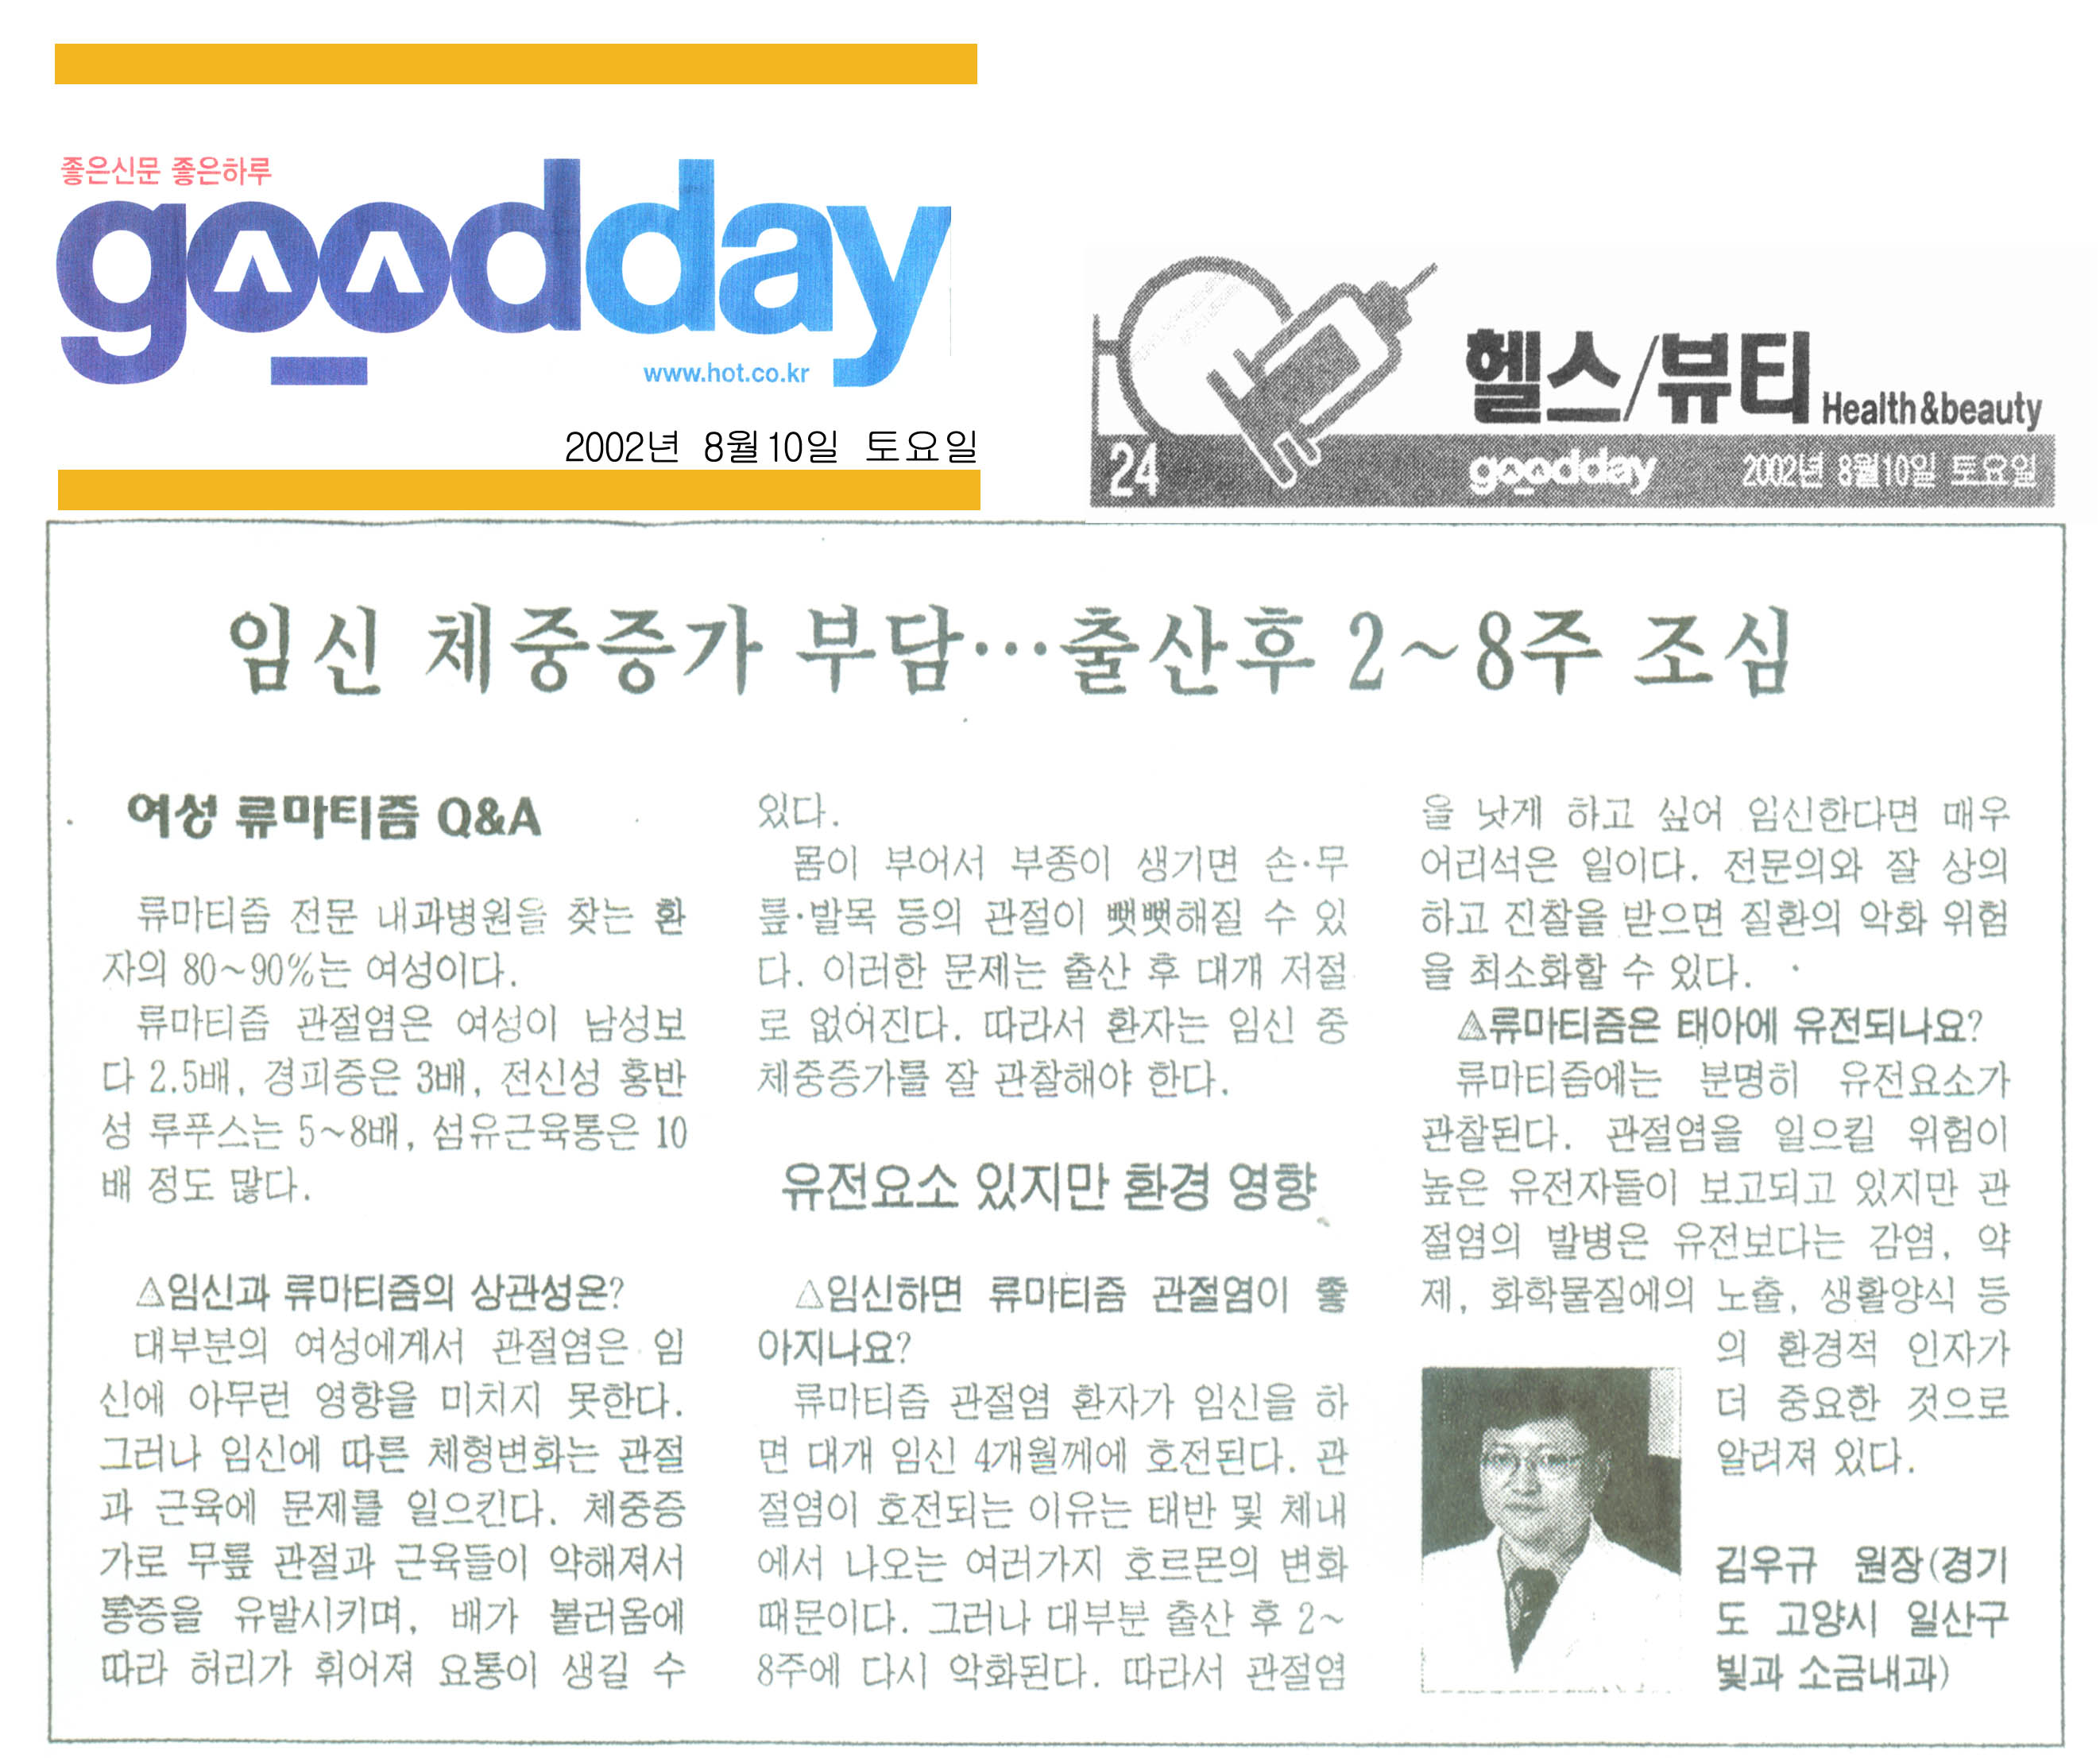 좋은신문 좋은하루
goodday
www.hot.co.kr
2002년 8월10일 토요일
헬스/뷰티 Health&beauty
24 goodday 2002년 8월10일 토요일
임신 체중증가 부담…출산후 2~8주 조심
여성 류마티즘 Q&A
류마티즘 전문 내과병원을 찾는 환
자의 80~90%는 여성이다.
류마티즘 관절염은 여성이 남성보
다 2.5배, 경피증은 3배, 전신성 홍반
성 루푸스는 5~8배, 섬유근육통은 10
배 정도 많다.
△임신과 류마티즘의 상관성은?
대부분의 여성에게서 관절염은 임
신에 아무런 영향을 미치지 못한다.
그러나 임신에 따른 체형변화는 관절
과 근육에 문제를 일으킨다. 체중증
가로 무릎 관절과 근육들이 약해져서
통증을 유발시키며, 배가 불러옴에
따라 허리가 휘어져 요통이 생길 수
있다.
몸이 부어서 부종이 생기면 손·무
릎·발목 등의 관절이 뻣뻣해질 수 있
다. 이러한 문제는 출산 후 대개 저절
로 없어진다. 따라서 환자는 임신 중
체중증가를 잘 관찰해야 한다.
유전요소 있지만 환경 영향
△임신하면 류마티즘 관절염이 좋
아지나요?
류마티즘 관절염 환자가 임신을 하
면 대개 임신 4개월께에 호전된다. 관
절염이 호전되는 이유는 태반 및 체내
에서 나오는 여러가지 호르몬의 변화
때문이다. 그러나 대부분 출산 후 2~
8주에 다시 악화된다. 따라서 관절염
을 낫게 하고 싶어 임신한다면 매우
어리석은 일이다. 전문의와 잘 상의
하고 진찰을 받으면 질환의 악화 위험
을 최소화할 수 있다.
△류마티즘은 태아에 유전되나요?
류마티즘에는 분명히 유전요소가
관찰된다. 관절염을 일으킬 위험이
높은 유전자들이 보고되고 있지만 관
절염의 발병은 유전보다는 감염, 약
제, 화학물질에의 노출, 생활양식 등
의 환경적 인자가
더 중요한 것으로
알려져 있다.
김우규 원장(경기
도 고양시 일산구
빛과 소금내과)